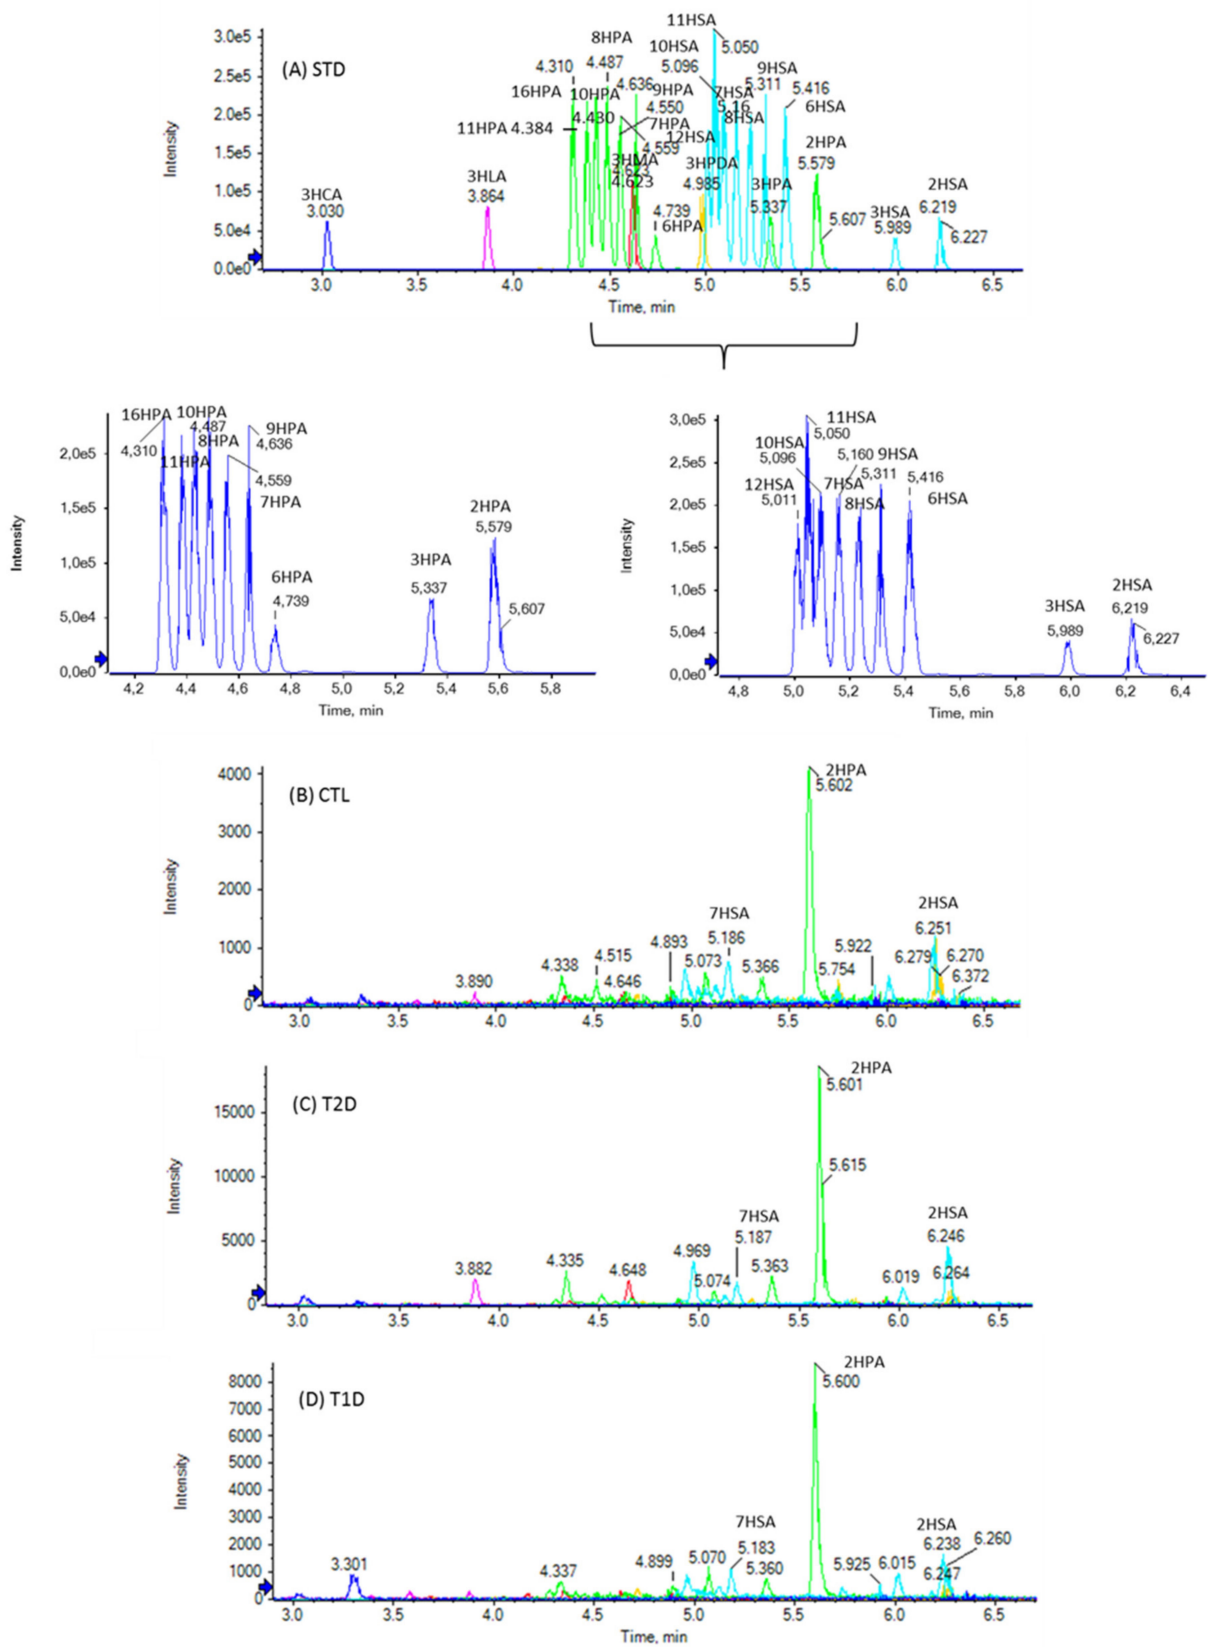 (A) STD
Intensity
3.0e5
2.5e5
2.0e5
1.5e5
1.0e5
5.0e4
0.0e0
3HCA
3.030
3HLA
3.864
16HPA
4.310
11HPA 4.384
10HPA
4.430
8HPA
4.487
4.636
9HPA
4.550
7HPA
4.559
12HSA
3HMA
4.623
4.623
4.739
6HPA
3HPDA
4.985
11HSA
5.050
10HSA
5.096
7HSA
5.16
8HSA
9HSA
5.311
5.416
6HSA
3HPA
5.337
2HPA
5.579
5.607
3HSA
5.989
2HSA
6.219
6.227
3.0
3.5
4.0
4.5
5.0
5.5
6.0
6.5
Time, min
Intensity
2,0e5
1,5e5
1,0e5
5,0e4
0,0e0
16HPA
4,310
11HPA
10HPA
4,487
8HPA
9HPA
4,636
4,559
7HPA
6HPA
4,739
3HPA
5,337
2HPA
5,579
5,607
4,2
4,4
4,6
4,8
5,0
5,2
5,4
5,6
5,8
Time, min
Intensity
3,0e5
2,5e5
2,0e5
1,5e5
1,0e5
5,0e4
0,0e0
11HSA
5,050
10HSA
5,096
12HSA
5,011
5,160
7HSA
8HSA
9HSA
5,311
5,416
6HSA
3HSA
5,989
2HSA
6,219
6,227
4,8
5,0
5,2
5,4
5,6
5,8
6,0
6,2
6,4
Time, min
(B) CTL
Intensity
4000
3000
2000
1000
0
3.890
4.338
4.515
4.646
4.893
5.073
7HSA
5.186
5.366
2HPA
5.602
5.754
5.922
2HSA
6.251
6.279
6.270
6.372
3.0
3.5
4.0
4.5
5.0
5.5
6.0
6.5
(C) T2D
Intensity
15000
10000
5000
0
3.882
4.335
4.648
4.969
5.074
7HSA
5.187
5.363
2HPA
5.601
5.615
6.019
2HSA
6.246
6.264
3.0
3.5
4.0
4.5
5.0
5.5
6.0
6.5
(D) T1D
Intensity
8000
7000
6000
5000
4000
3000
2000
1000
0
3.301
4.337
4.899
5.070
7HSA
5.183
5.360
2HPA
5.600
5.925
6.015
2HSA
6.238
6.260
6.247
3.0
3.5
4.0
4.5
5.0
5.5
6.0
6.5
Time, min